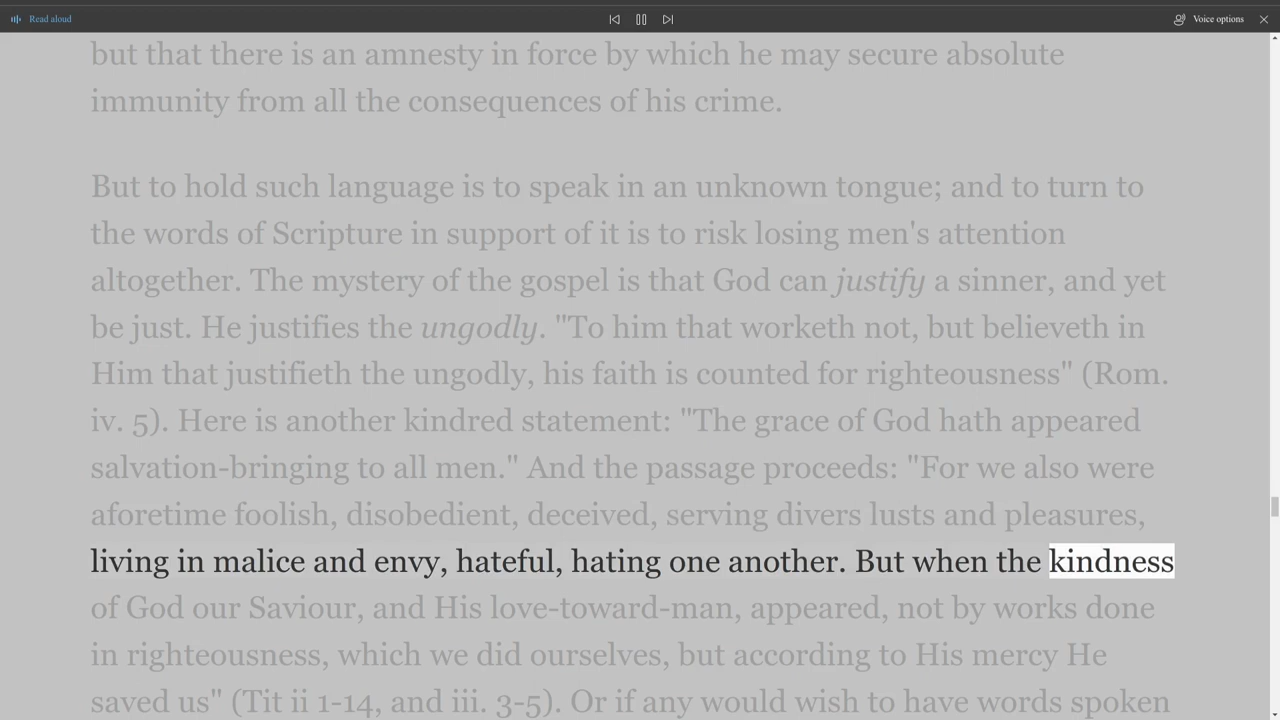 Read aloud
Voice options
but that there is an amnesty in force by which he may secure absolute
immunity from all the consequences of his crime.
But to hold such language is to speak in an unknown tongue; and to turn to
the words of Scripture in support of it is to risk losing men's attention
altogether. The mystery of the gospel is that God can justify a sinner, and yet
be just. He justifies the ungodly. "To him that worketh not, but believeth in
Him that justifieth the ungodly, his faith is counted for righteousness" (Rom.
iv. 5). Here is another kindred statement: "The grace of God hath appeared
salvation-bringing to all men." And the passage proceeds: "For we also were
aforetime foolish, disobedient, deceived, serving divers lusts and pleasures,
living in malice and envy, hateful, hating one another. But when the kindness
of God our Saviour, and His love-toward-man, appeared, not by works done
in righteousness, which we did ourselves, but according to His mercy He
saved us" (Tit ii 1-14, and iii. 3-5). Or if any would wish to have words spoken